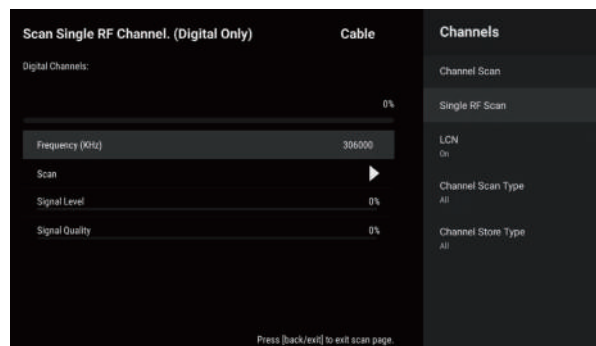 Scan Single RF Channel. (Digital Only) Cable
Digital Channels:
0%
Frequency (KHz) 306000
Scan
Signal Level 0%
Signal Quality 0%
Press [back/exit] to exit scan page.
Channels
Channel Scan
Single RF Scan
LCN
On
Channel Scan Type
All
Channel Store Type
All